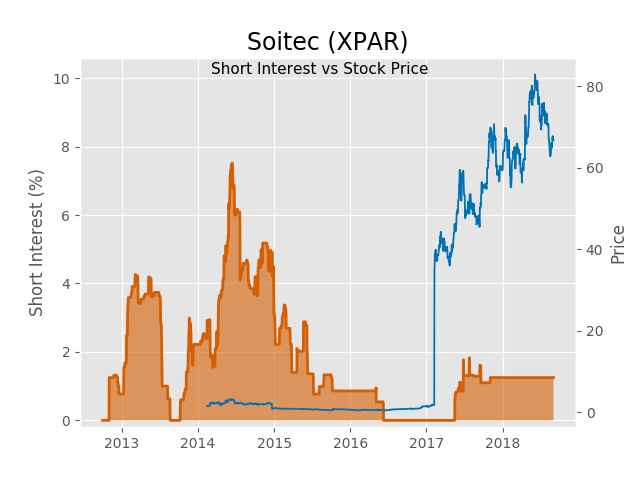 Soitec (XPAR)
Short Interest vs Stock Price
Short Interest (%)
10
8
6
4
2
0
80
60
40
20
0
Price
2013 2014 2015 2016 2017 2018